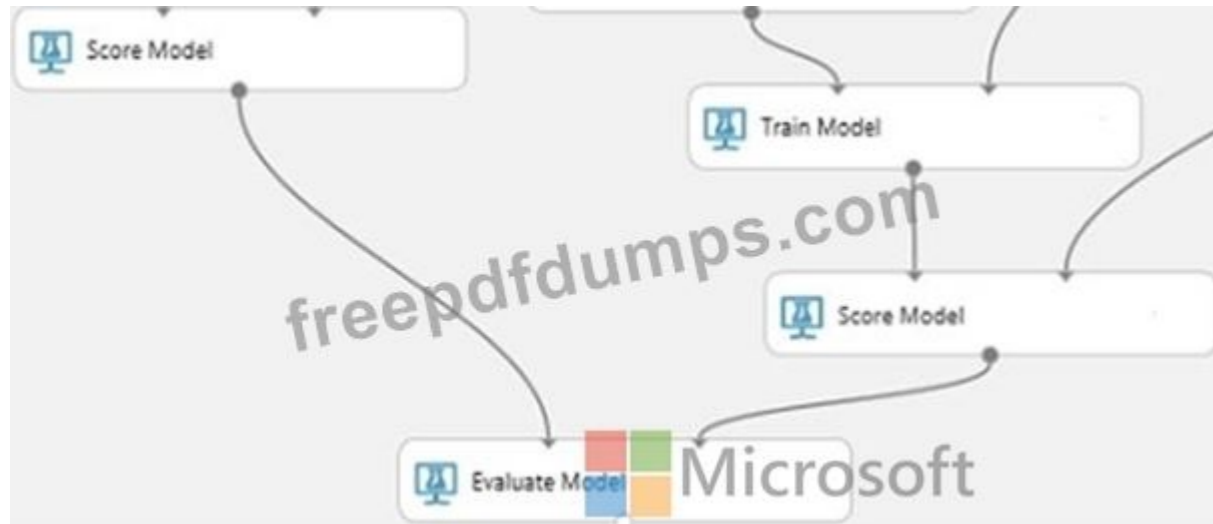 Score Model
Train Model
freepdfdumps.com
Score Model
Evaluate Model
Microsoft